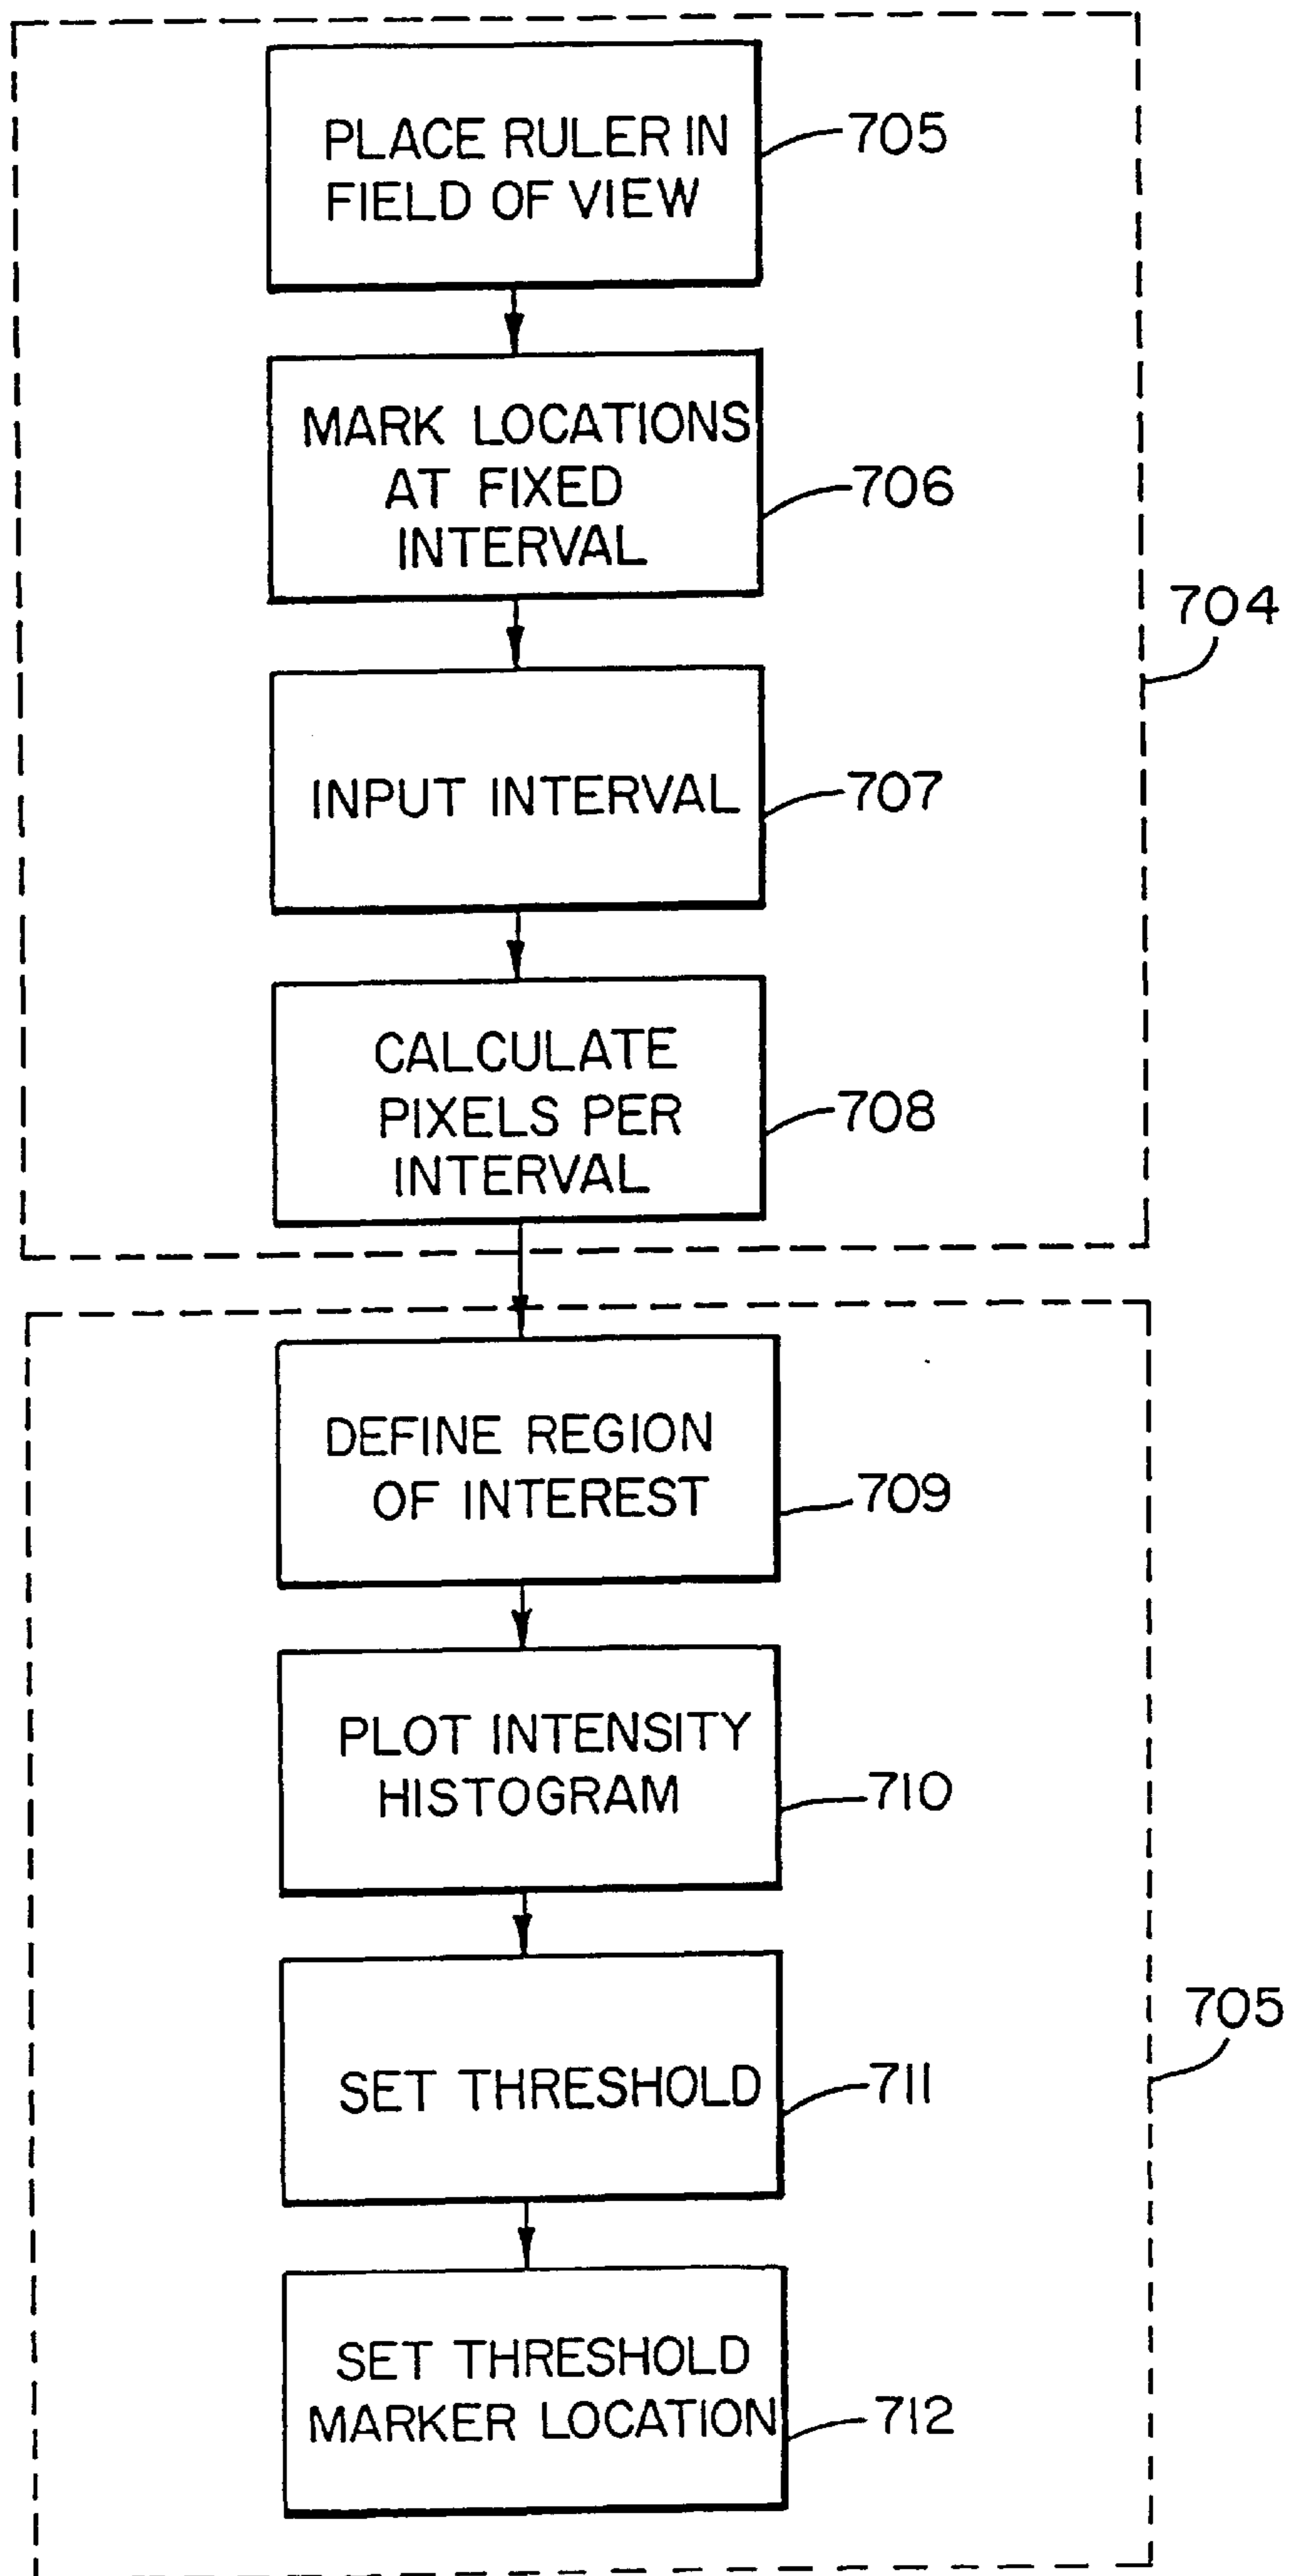 PLACE RULER IN
FIELD OF VIEW
705
MARK LOCATIONS
AT FIXED
INTERVAL
706
704
INPUT INTERVAL
707
CALCULATE
PIXELS PER
INTERVAL
708
DEFINE REGION
OF INTEREST
709
PLOT INTENSITY
HISTOGRAM
710
705
SET THRESHOLD
711
SET THRESHOLD
MARKER LOCATION
712